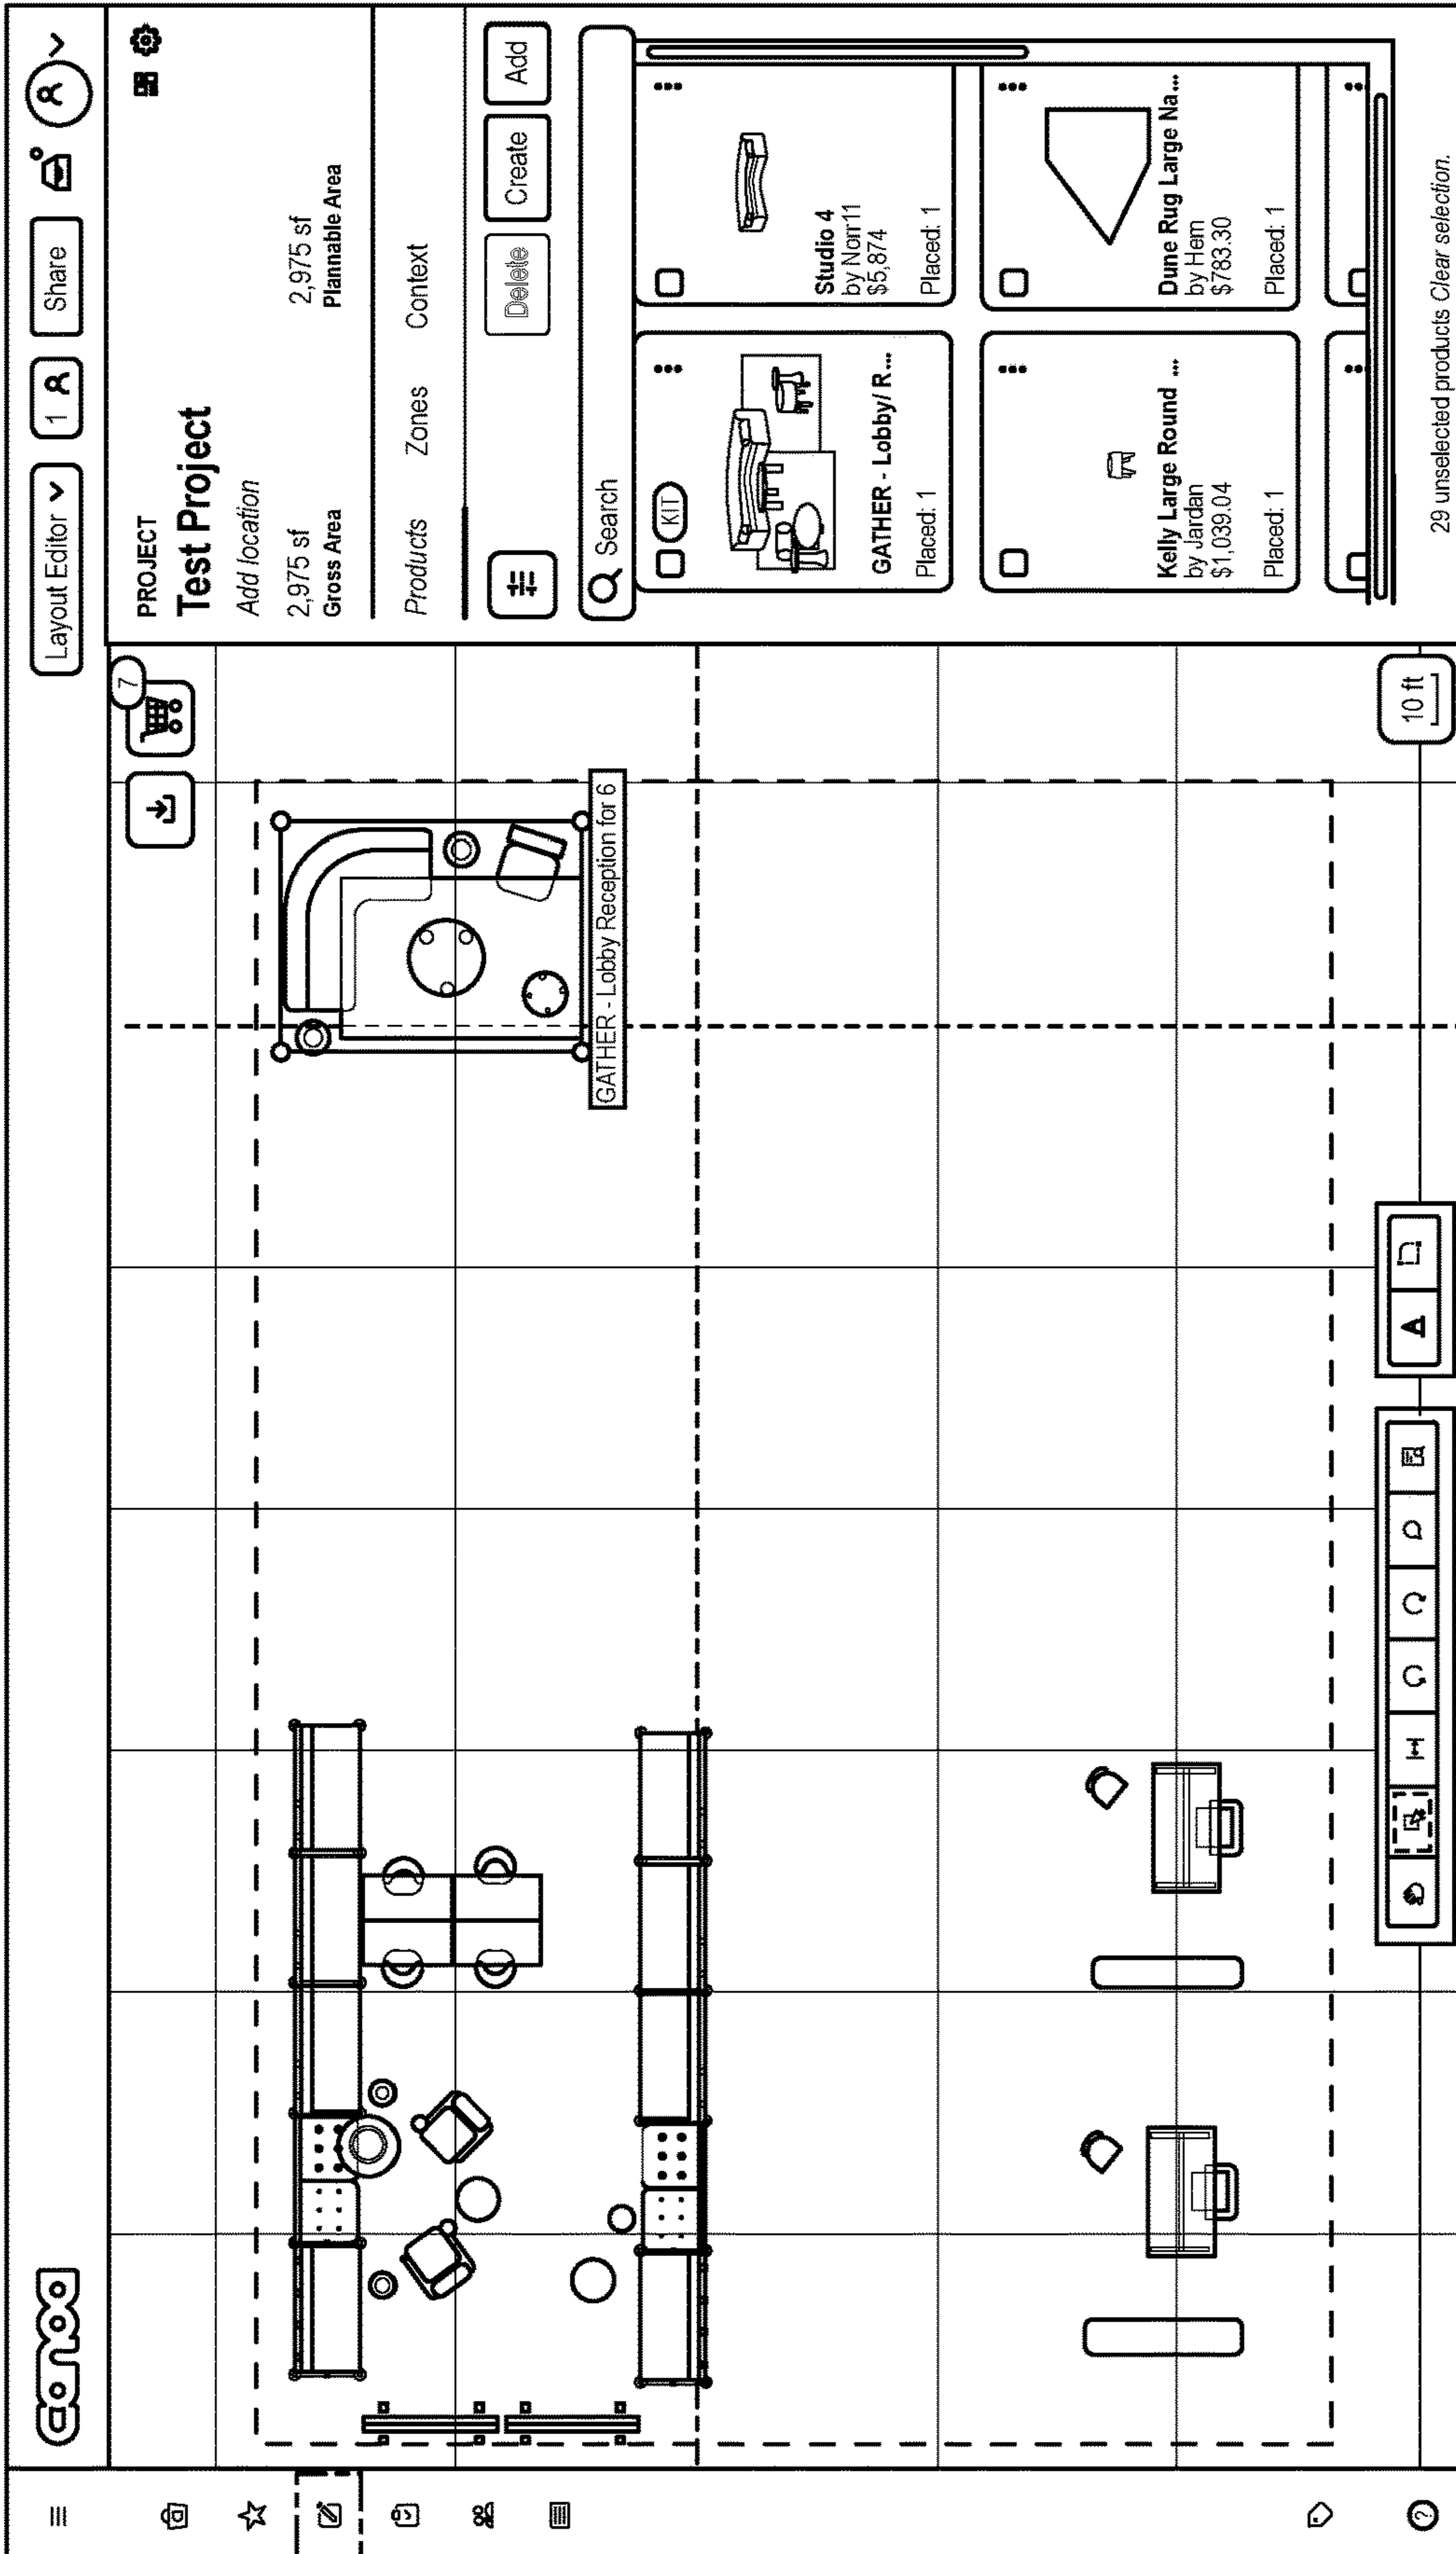 canoa
Layout Editor
1
Share
7
PROJECT
Test Project
Add location
2,975 sf
Gross Area
2,975 sf
Plannable Area
Products
Zones
Context
Delete
Create
Add
Search
KIT
GATHER - Lobby/ R...
Placed: 1
Studio 4
by Norr11
$5,874
Placed: 1
Kelly Large Round ...
by Jardan
$1,039.04
Placed: 1
Dune Rug Large Na...
by Hem
$783.30
Placed: 1
GATHER - Lobby Reception for 6
A
10 ft
29 unselected products Clear selection.
?